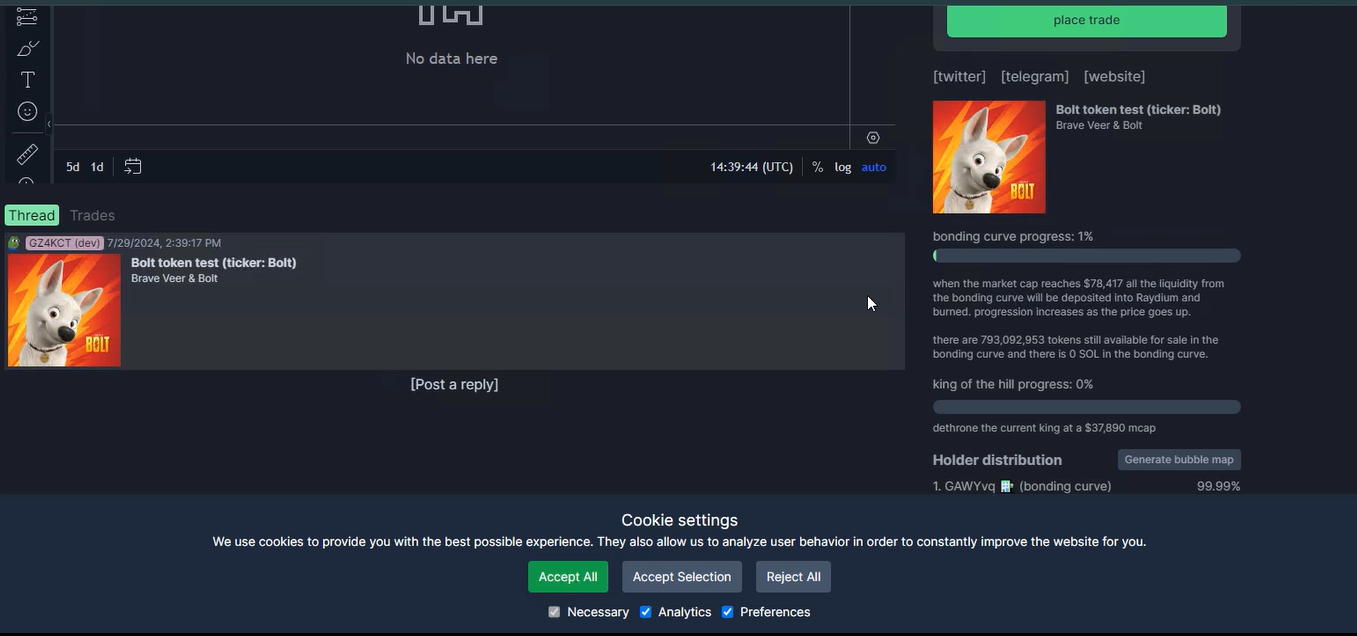 No data here
5d 1d
14:39:44 (UTC) % log auto
Thread Trades
GZ4KCT (dev) 7/29/2024, 2:39:17 PM
Bolt token test (ticker: Bolt)
Brave Veer & Bolt
BOLT
[Post a reply]
place trade
[twitter] [telegram] [website]
Bolt token test (ticker: Bolt)
Brave Veer & Bolt
BOLT
bonding curve progress: 1%
when the market cap reaches $78,417 all the liquidity from
the bonding curve will be deposited into Raydium and
burned. progression increases as the price goes up.
there are 793,092,953 tokens still available for sale in the
bonding curve and there is 0 SOL in the bonding curve.
king of the hill progress: 0%
dethrone the current king at a $37,890 mcap
Holder distribution Generate bubble map
1. GAWYvq 🏦 (bonding curve) 99.99%
Cookie settings
We use cookies to provide you with the best possible experience. They also allow us to analyze user behavior in order to constantly improve the website for you.
Accept All Accept Selection Reject All
Necessary Analytics Preferences